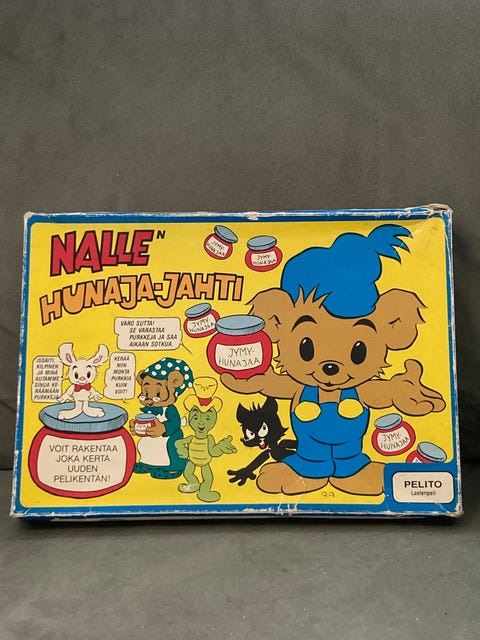 NALLEN
HUNAJA-JAHTI
JYMY-
HUNAJAA
JYMY-
HUNAJAA
JYMY-
HUNAJAA
JYMY-
HUNAJAA
VARO SUTTA!
SE VARASTAA
PURKKEJA JA SAA
AIKAAN SOTKUA.
KERÄÄ
NIIN
MONTA
PURKKIA
KUIN
VOIT!
KILPINEN
JA MINÄ
AUTAMME
SINUA KE-
RÄÄMÄÄN
PURKKEJA
VOIT RAKENTAA
JOKA KERTA
UUDEN
PELIKENTÄN!
JYMY-
HUNAJAA
JYMY-
HUNAJAA
PELITO
Lastenpeli
R.A